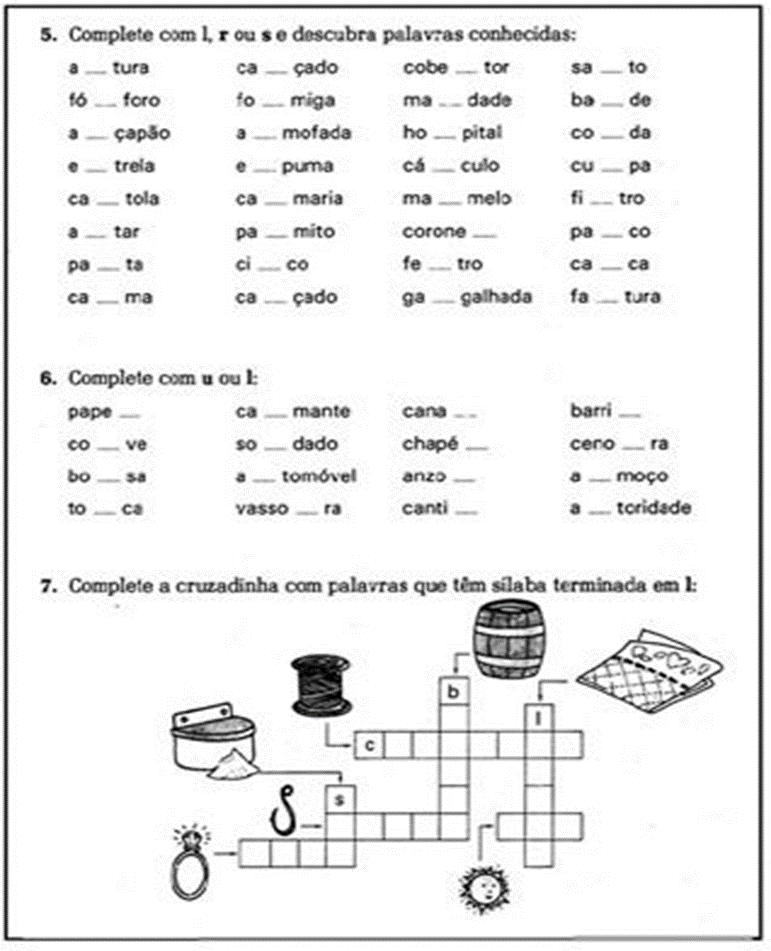 5. Complete com l, r ou s e descubra palavras conhecidas:
a __ tura ca __ çado cobe __ tor sa __ to
fó __ foro fo __ miga ma __ dade ba __ de
a __ çapão a __ mofada ho __ pital co __ da
e __ trela e __ puma cá __ culo cu __ pa
ca __ tola ca __ maria ma __ melo fi __ tro
a __ tar pa __ mito corone __ pa __ co
pa __ ta ci __ co fe __ tro ca __ ca
ca __ ma ca __ çado ga __ galhada fa __ tura
6. Complete com u ou l:
pape __ ca __ mante cana __ barri __
co __ ve so __ dado chapé __ ceno __ ra
bo __ sa a __ tomóvel anzo __ a __ moço
to __ ca vasso __ ra canti __ a __ toridade
7. Complete a cruzadinha com palavras que têm sílaba terminada em l:
b
l
c
s